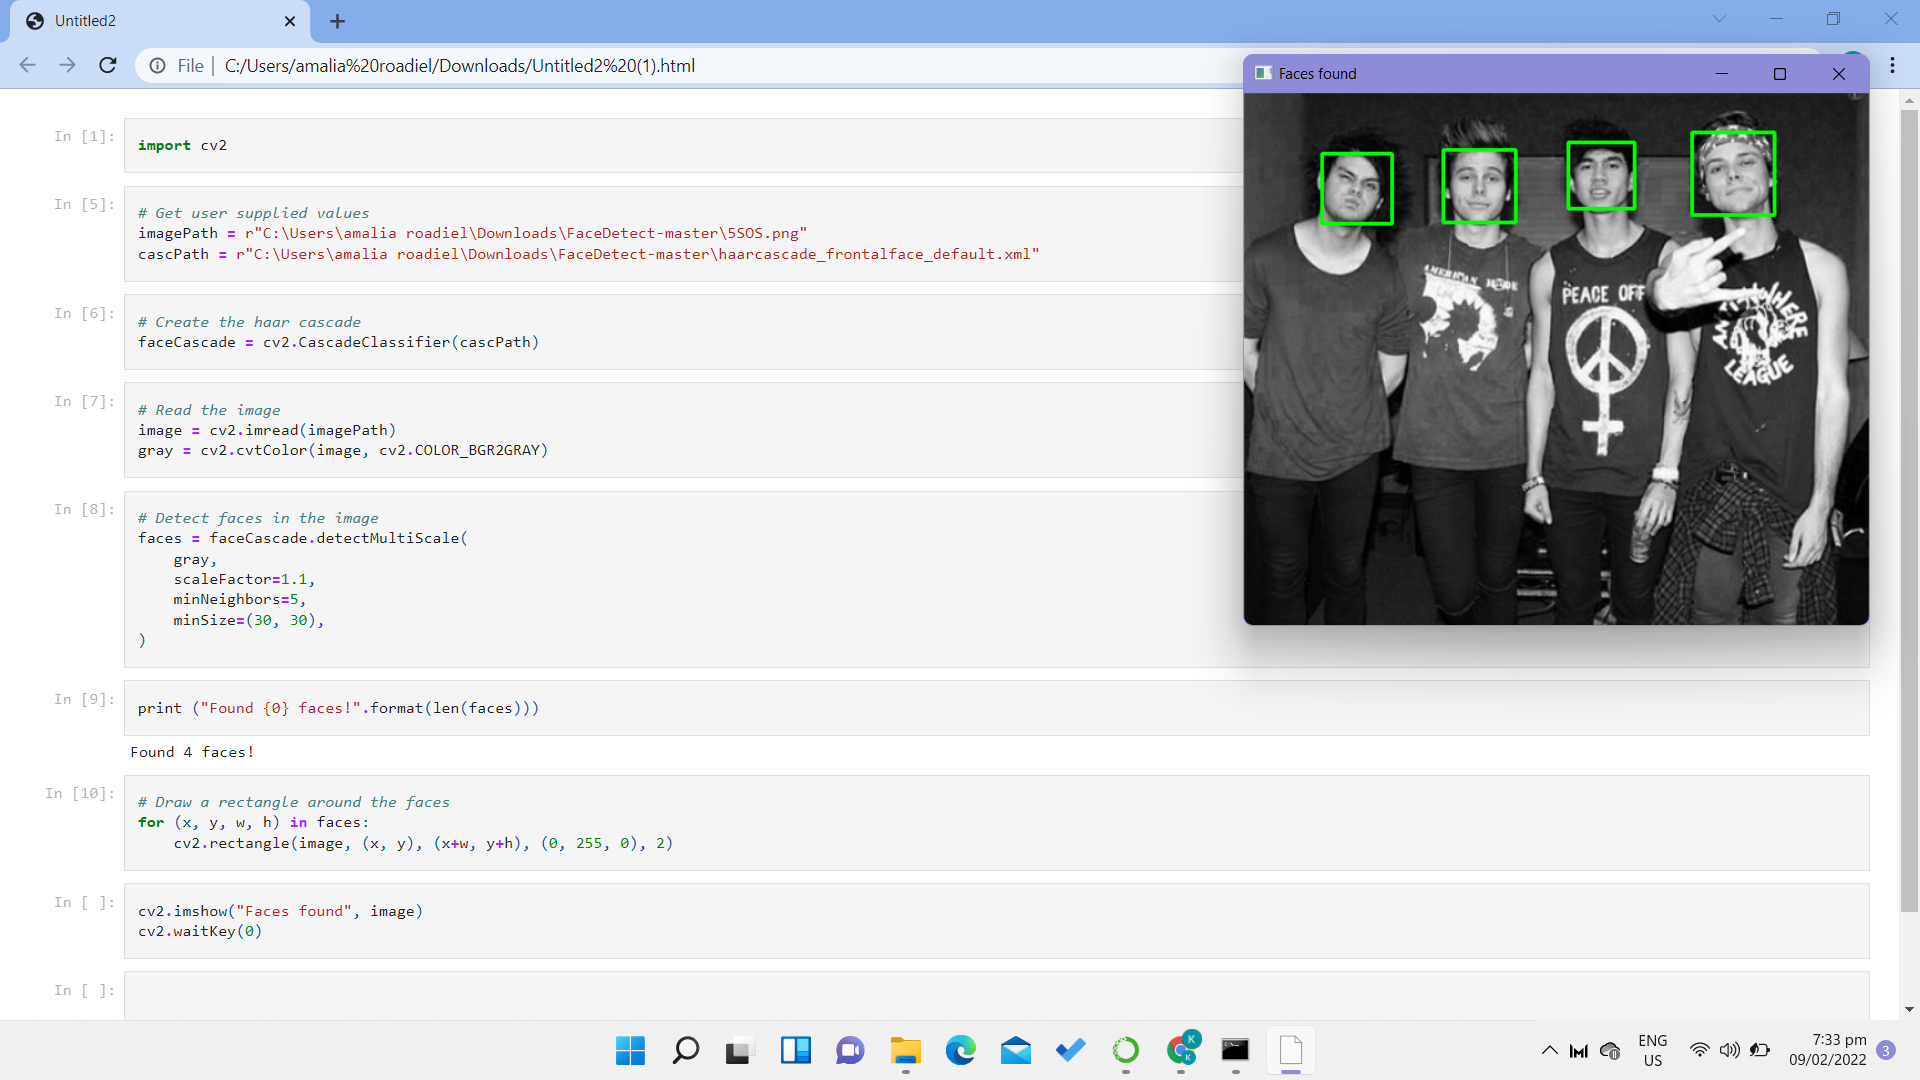 Untitled2
File | C:/Users/amalia%20roadiel/Downloads/Untitled2%20(1).html
Faces found
In [1]:
import cv2
In [5]:
# Get user supplied values
imagePath = r"C:\Users\amalia roadiel\Downloads\FaceDetect-master\5SOS.png"
cascPath = r"C:\Users\amalia roadiel\Downloads\FaceDetect-master\haarcascade_frontalface_default.xml"
In [6]:
# Create the haar cascade
faceCascade = cv2.CascadeClassifier(cascPath)
In [7]:
# Read the image
image = cv2.imread(imagePath)
gray = cv2.cvtColor(image, cv2.COLOR_BGR2GRAY)
In [8]:
# Detect faces in the image
faces = faceCascade.detectMultiScale(
    gray,
    scaleFactor=1.1,
    minNeighbors=5,
    minSize=(30, 30),
)
In [9]:
print ("Found {0} faces!".format(len(faces)))
Found 4 faces!
In [10]:
# Draw a rectangle around the faces
for (x, y, w, h) in faces:
    cv2.rectangle(image, (x, y), (x+w, y+h), (0, 255, 0), 2)
In [ ]:
cv2.imshow("Faces found", image)
cv2.waitKey(0)
In [ ]:
AMERICAN
PEACE OFF
LEAGUE
K
K
ENG
US
7:33 pm
09/02/2022
3